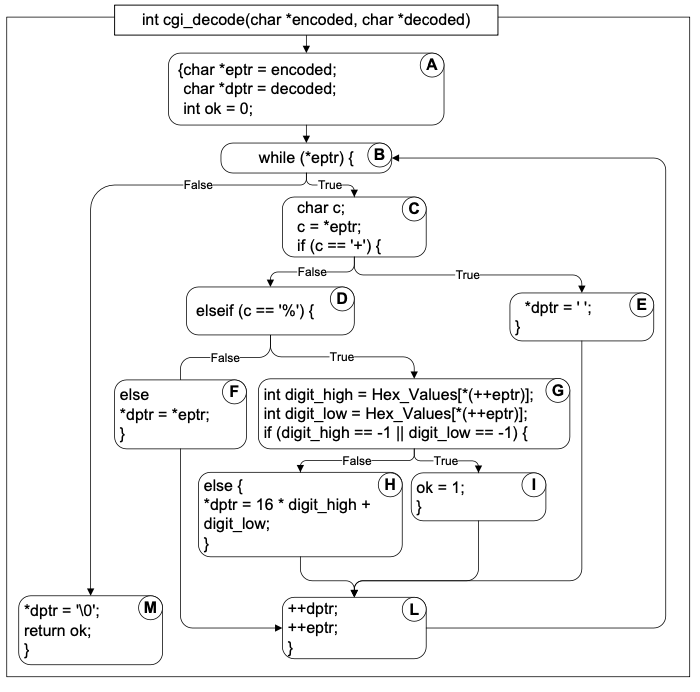 int cgi_decode(char *encoded, char *decoded)
A
{char *eptr = encoded;
char *dptr = decoded;
int ok = 0;
while (*eptr) {
B
False
True
char c;
C
c = *eptr;
if (c == '+') {
False
True
elseif (c == '%') {
D
*dptr = ' ';
E
}
False
True
else
F
*dptr = *eptr;
}
int digit_high = Hex_Values[*(++eptr)];
G
int digit_low = Hex_Values[*(++eptr)];
if (digit_high == -1 || digit_low == -1) {
False
True
else {
H
*dptr = 16 * digit_high +
digit_low;
}
ok = 1;
I
}
*dptr = '\0';
M
return ok;
}
++dptr;
L
++eptr;
}